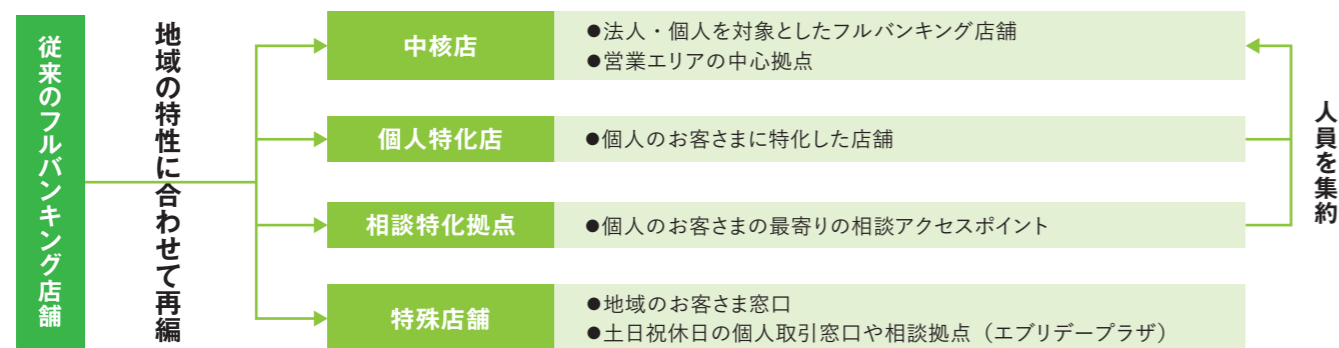 従来のフルバンキング店舗
地域の特性に合わせて再編
中核店
●法人・個人を対象としたフルバンキング店舗
●営業エリアの中心拠点
個人特化店
●個人のお客さまに特化した店舗
相談特化拠点
●個人のお客さまの最寄りの相談アクセスポイント
特殊店舗
●地域のお客さま窓口
●土日祝休日の個人取引窓口や相談拠点（エブリデープラザ）
人員を集約